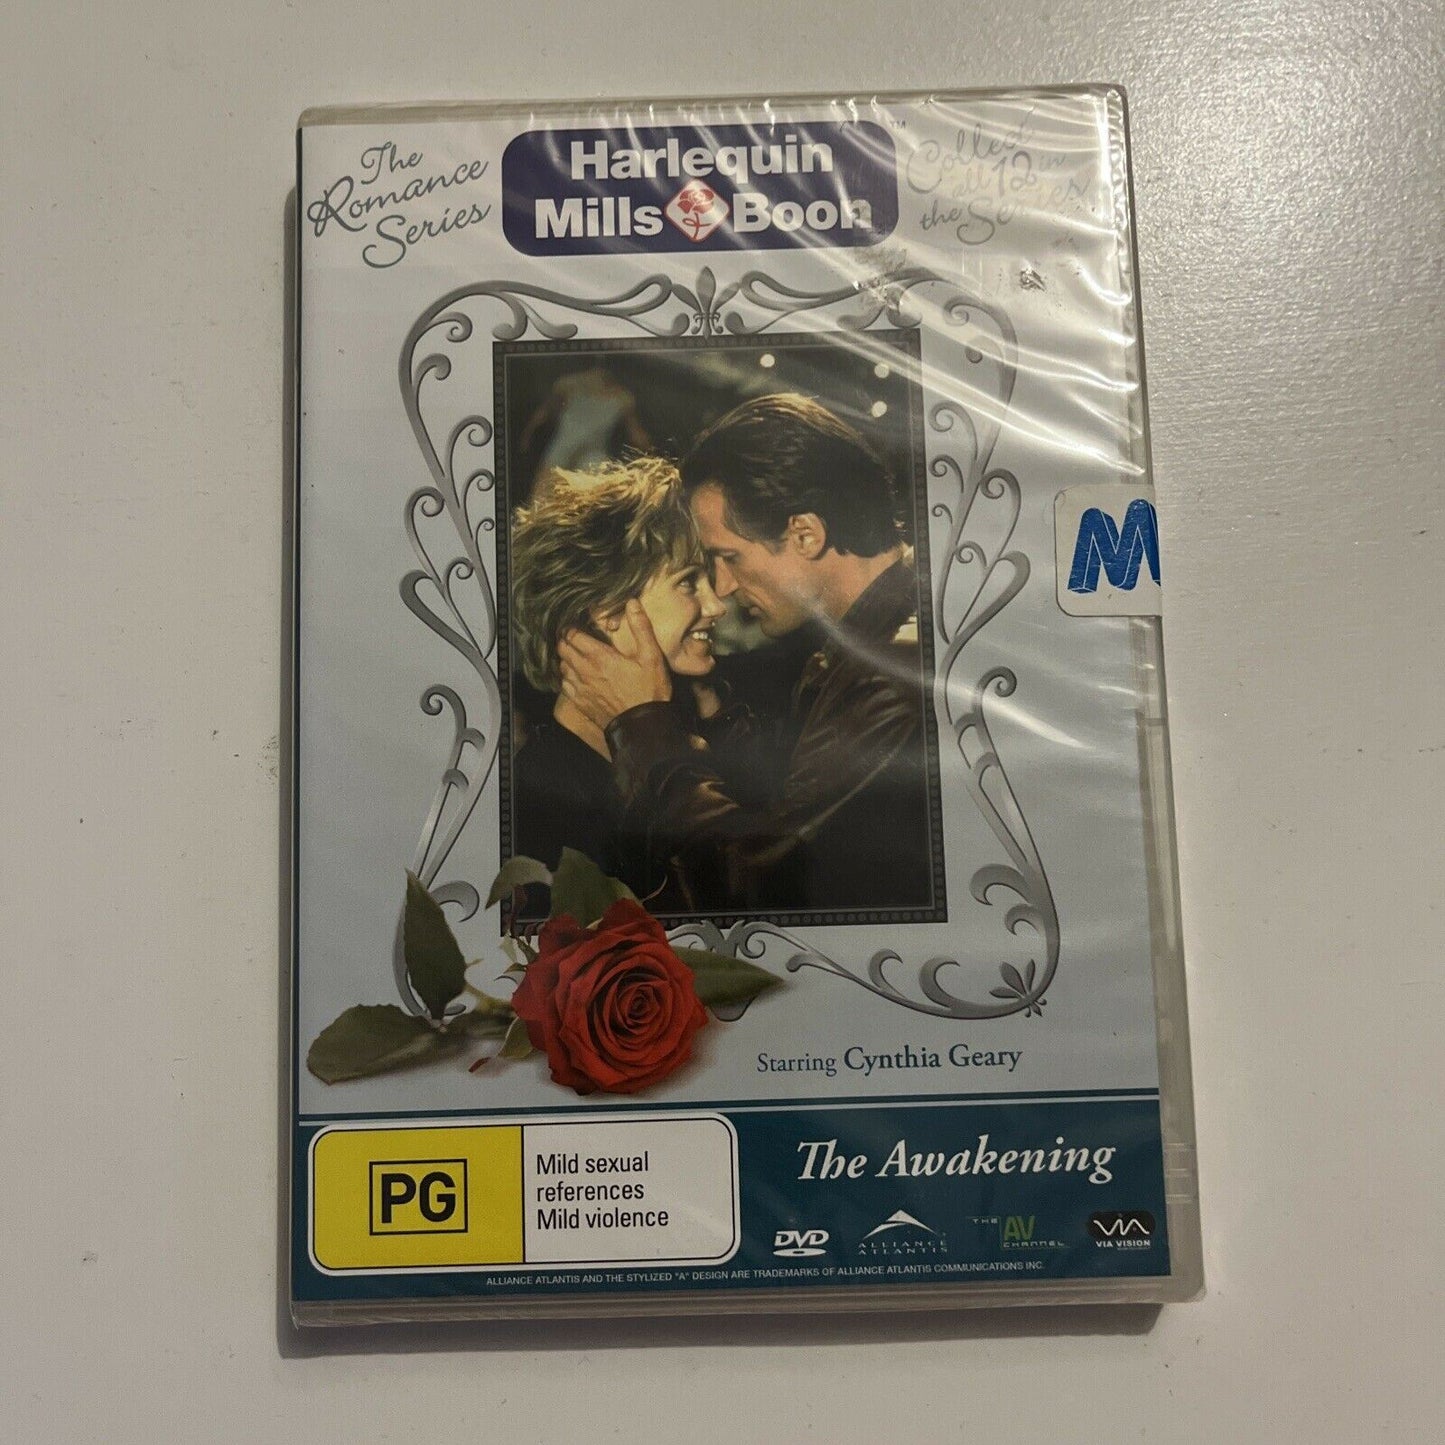 The
Romance
Series
Harlequin
Mills Boon
TM
Collect
all 12 in
the Series
M
Starring Cynthia Geary
PG
Mild sexual
references
Mild violence
The Awakening
DVD
ALLIANCE
ATLANTIS
THE
AV
CHANNEL
VIA
VIA VISION
ALLIANCE ATLANTIS AND THE STYLIZED "A" DESIGN ARE TRADEMARKS OF ALLIANCE ATLANTIS COMMUNICATIONS INC.